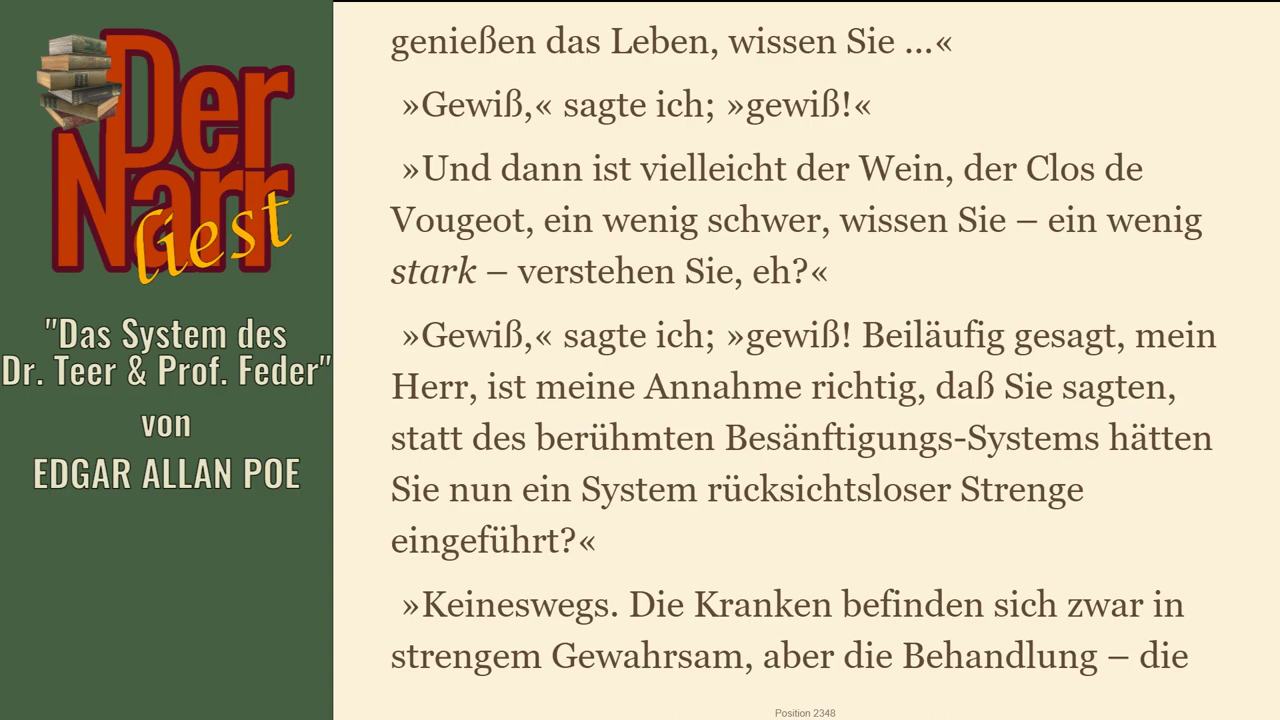 Der
Narr
liest
"Das System des
Dr. Teer & Prof. Feder"
von
EDGAR ALLAN POE
genießen das Leben, wissen Sie ...«
»Gewiß,« sagte ich; »gewiß!«
»Und dann ist vielleicht der Wein, der Clos de
Vougeot, ein wenig schwer, wissen Sie – ein wenig
stark – verstehen Sie, eh?«
»Gewiß,« sagte ich; »gewiß! Beiläufig gesagt, mein
Herr, ist meine Annahme richtig, daß Sie sagten,
statt des berühmten Besänftigungs-Systems hätten
Sie nun ein System rücksichtsloser Strenge
eingeführt?«
»Keineswegs. Die Kranken befinden sich zwar in
strengem Gewahrsam, aber die Behandlung – die
Position 2348